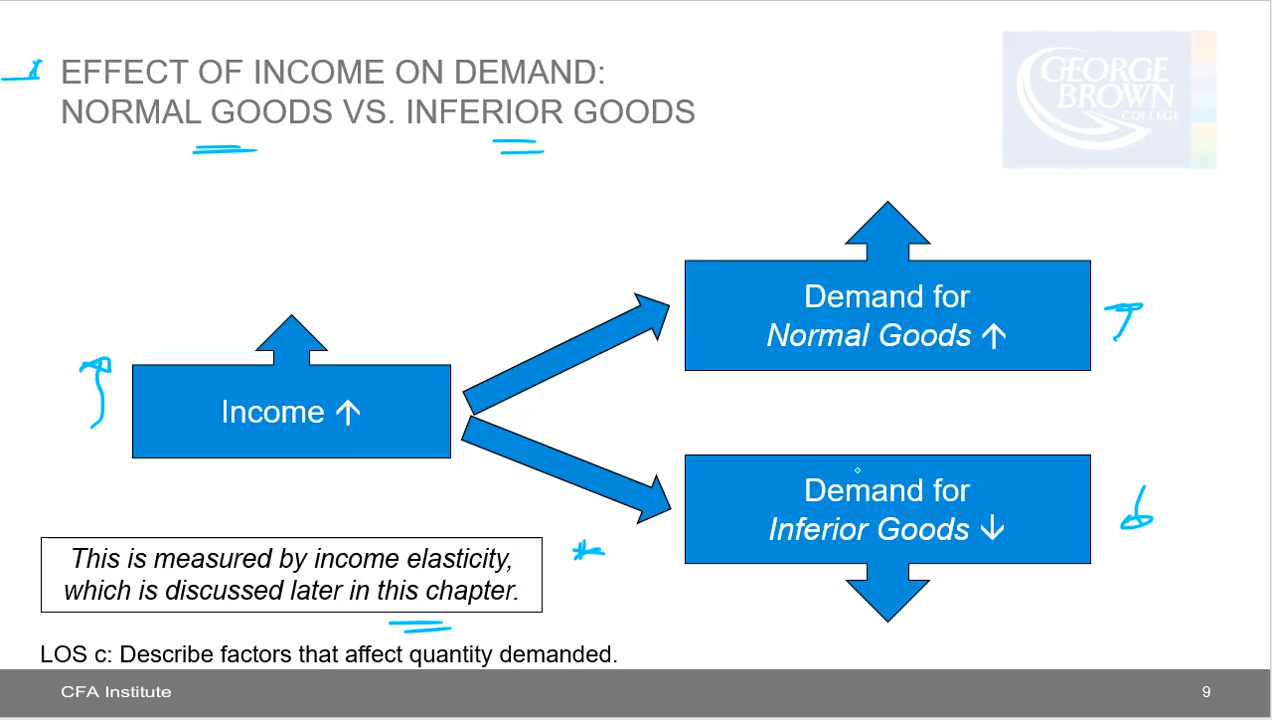 EFFECT OF INCOME ON DEMAND:
NORMAL GOODS VS. INFERIOR GOODS
GEORGE
BROWN
COLLEGE
Demand for
Normal Goods ↑
Income ↑
Demand for
Inferior Goods ↓
This is measured by income elasticity,
which is discussed later in this chapter.
LOS c: Describe factors that affect quantity demanded.
CFA Institute
9